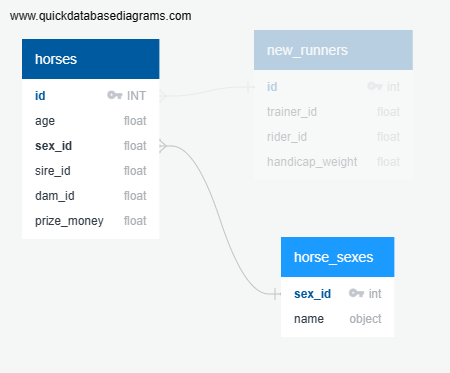 www.quickdatabasediagrams.com
horses
id INT
age float
sex_id float
sire_id float
dam_id float
prize_money float
new_runners
id int
trainer_id float
rider_id float
handicap_weight float
horse_sexes
sex_id int
name object